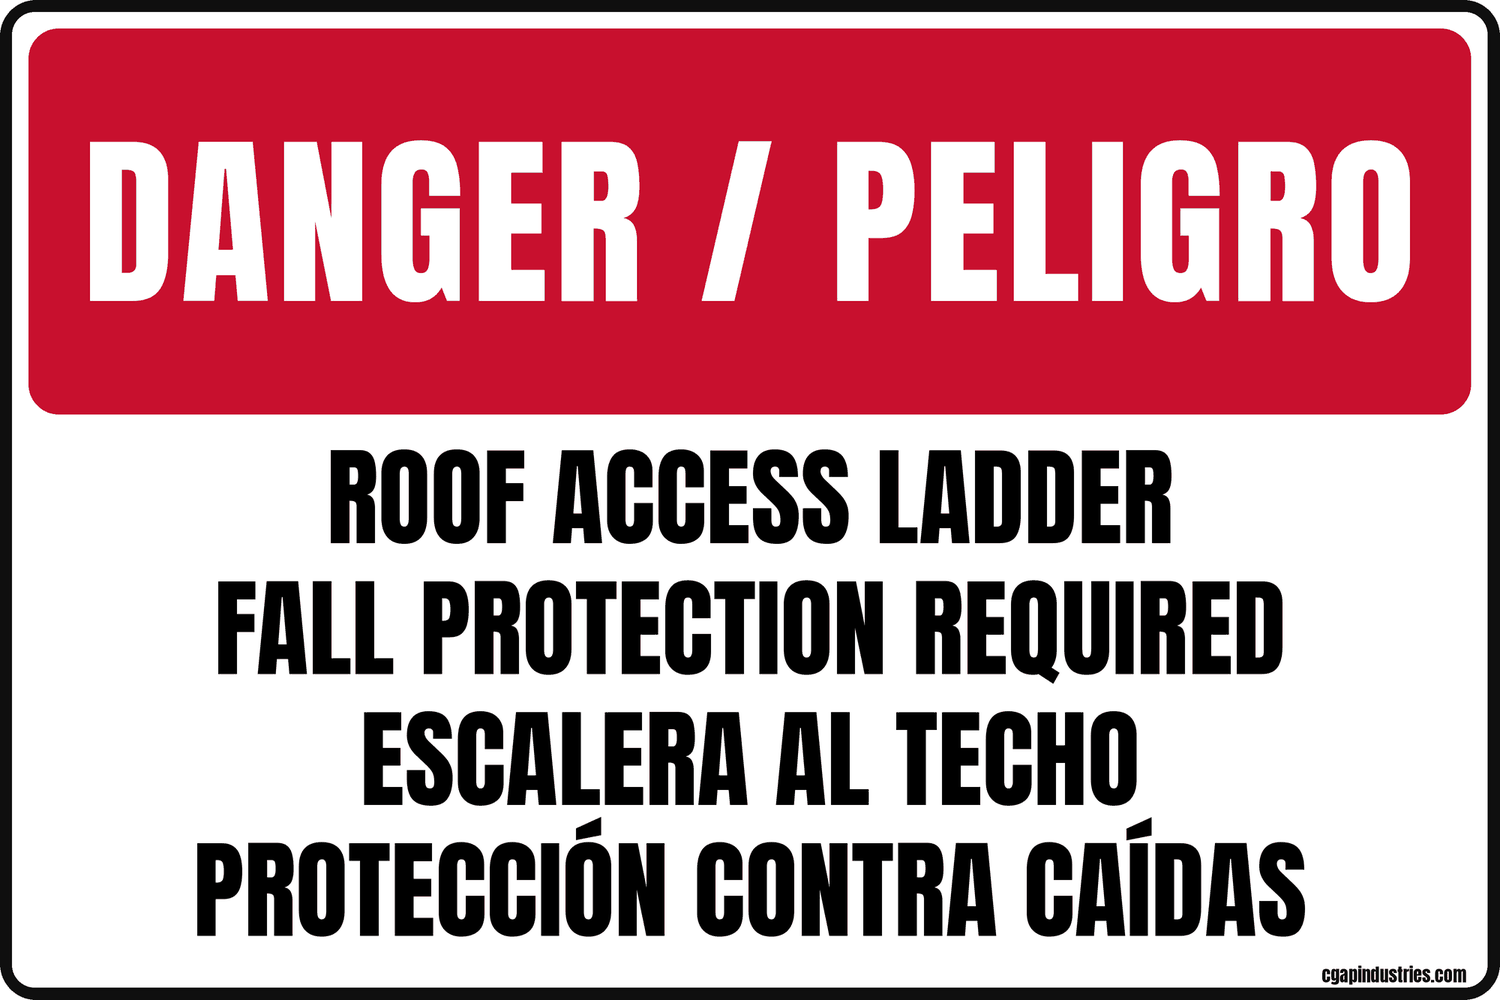 DANGER / PELIGRO
ROOF ACCESS LADDER
FALL PROTECTION REQUIRED
ESCALERA AL TECHO
PROTECCIÓN CONTRA CAÍDAS
cgapindustries.com